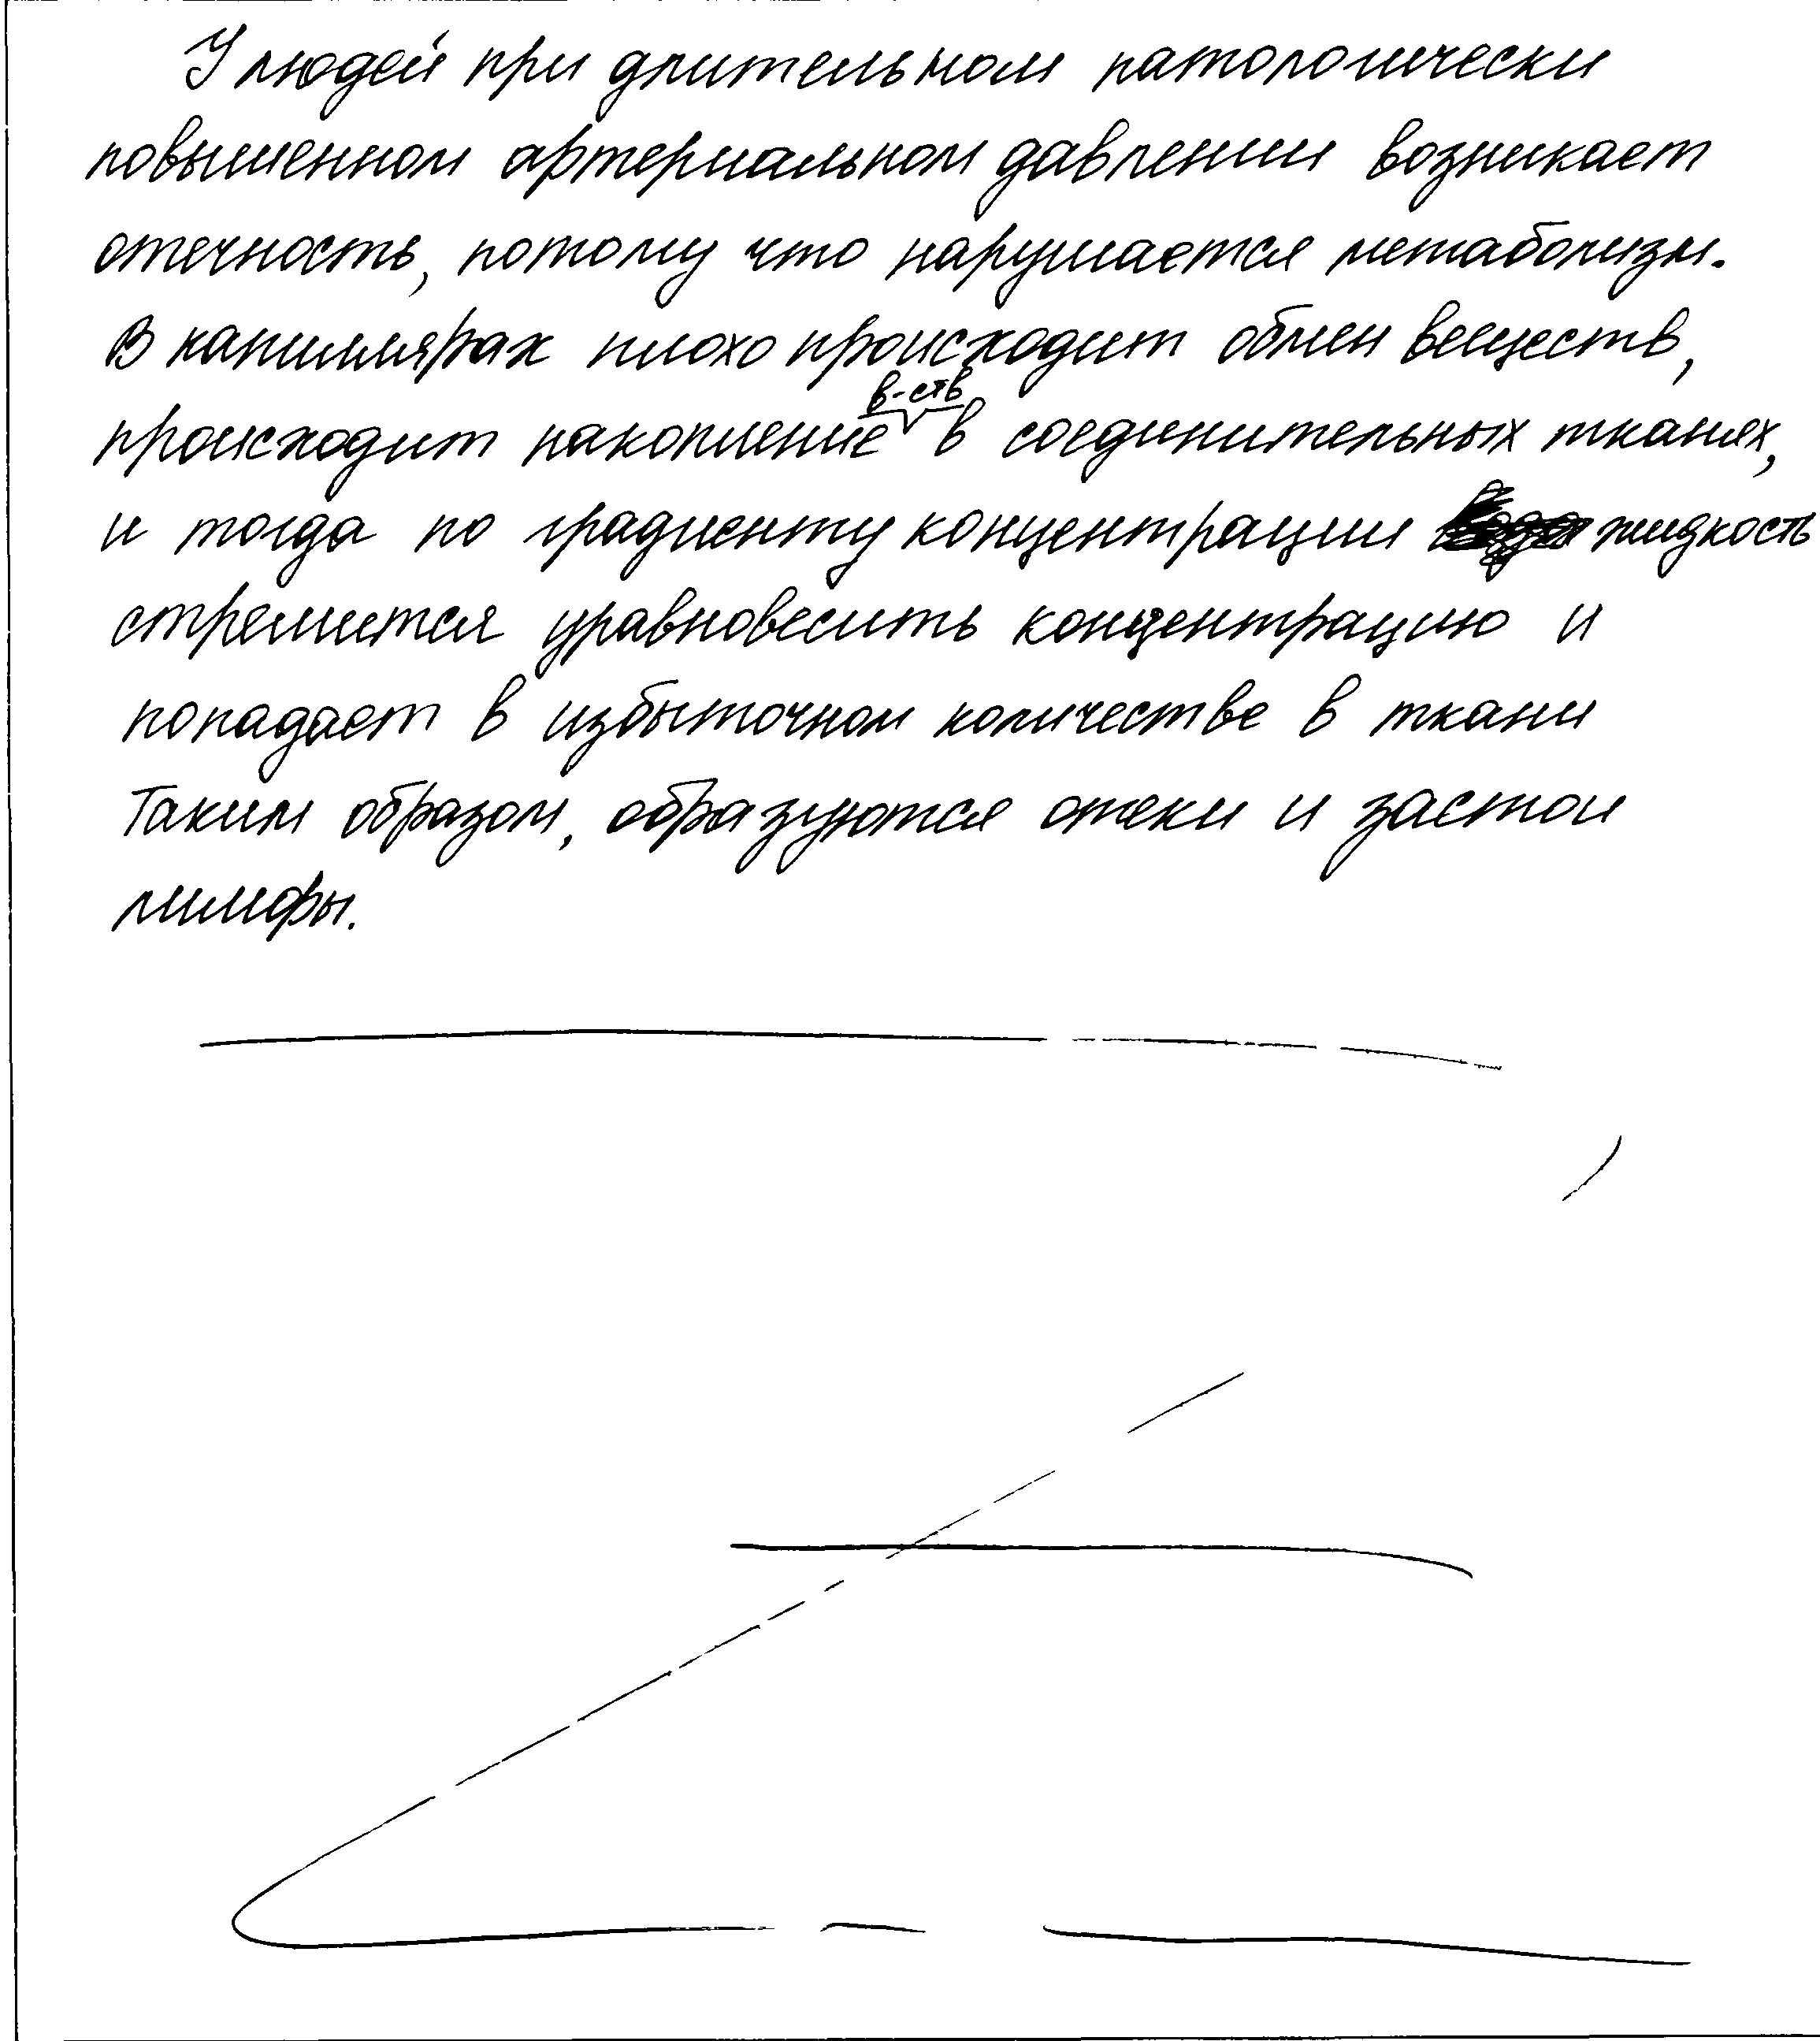 У людей при длительном патологически
повышенном артериальном давлении возникает
отечность, потому что нарушается метаболизм.
В капиллярах плохо происходит обмен веществ,
происходит накопление в-ств в соединительных тканях,
и тогда по градиенту концентрации жидкость
стремится уравновесить концентрацию и
попадает в избыточном количестве в ткани
Таким образом, образуются отеки и застои
лимфы.